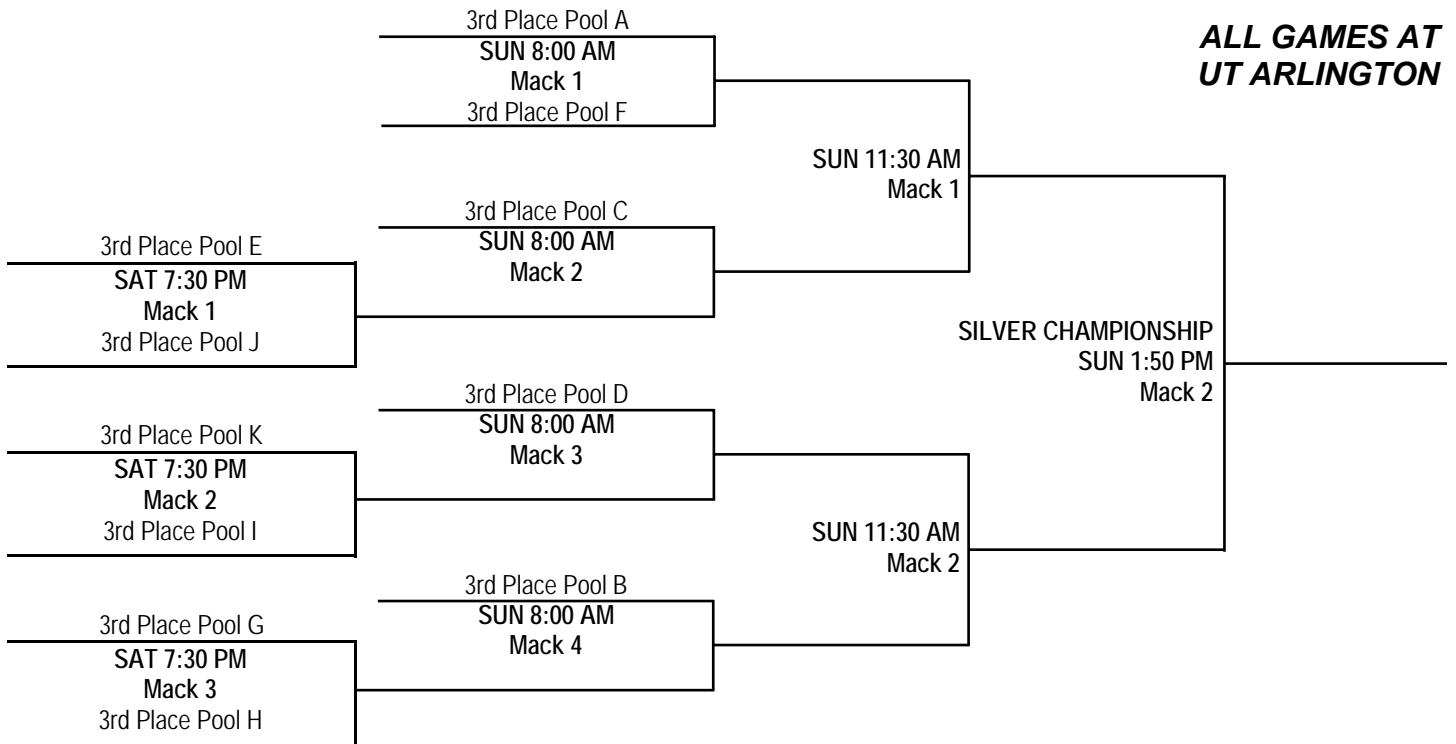 3rd Place Pool A
SUN 8:00 AM
Mack 1
3rd Place Pool F
ALL GAMES AT
UT ARLINGTON
SUN 11:30 AM
Mack 1
3rd Place Pool C
SUN 8:00 AM
Mack 2
3rd Place Pool E
SAT 7:30 PM
Mack 1
3rd Place Pool J
SILVER CHAMPIONSHIP
SUN 1:50 PM
Mack 2
3rd Place Pool D
SUN 8:00 AM
Mack 3
3rd Place Pool K
SAT 7:30 PM
Mack 2
3rd Place Pool I
SUN 11:30 AM
Mack 2
3rd Place Pool B
SUN 8:00 AM
Mack 4
3rd Place Pool G
SAT 7:30 PM
Mack 3
3rd Place Pool H